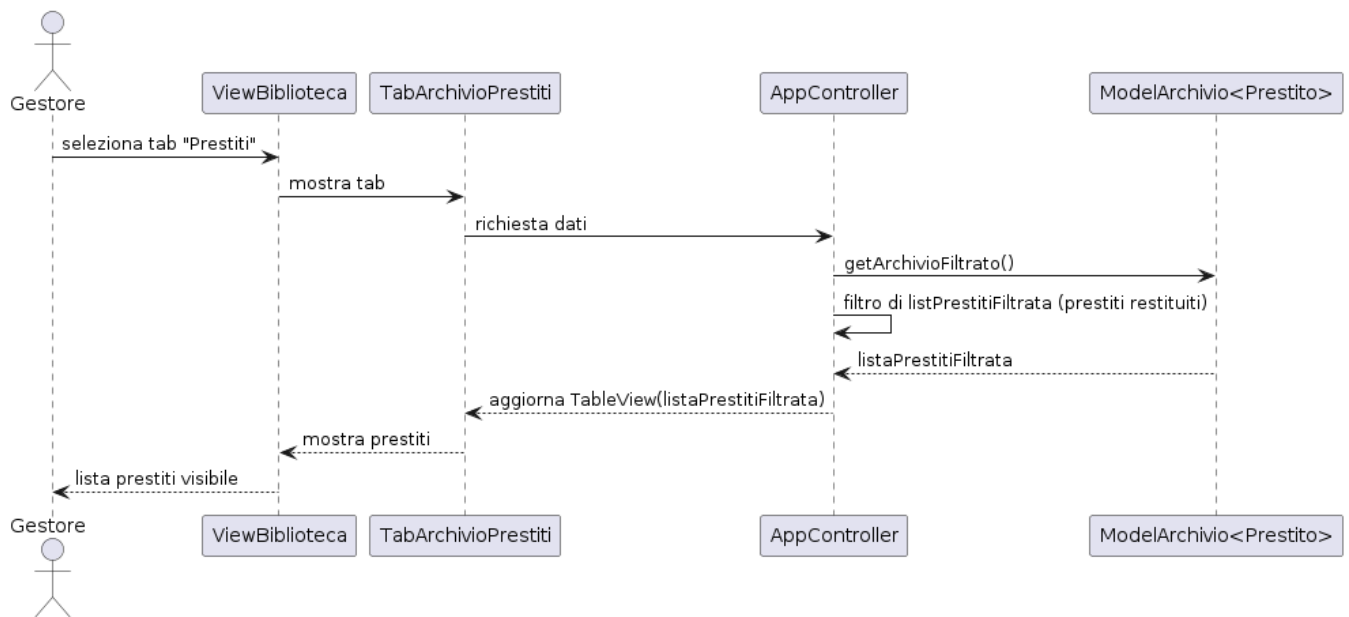 Gestore
ViewBiblioteca
TabArchivioPrestiti
AppController
ModelArchivio<Prestito>
seleziona tab "Prestiti"
mostra tab
richiesta dati
getArchivioFiltrato()
filtro di listPrestitiFiltrata (prestiti restituiti)
listaPrestitiFiltrata
aggiorna TableView(listaPrestitiFiltrata)
mostra prestiti
lista prestiti visibile
Gestore
ViewBiblioteca
TabArchivioPrestiti
AppController
ModelArchivio<Prestito>